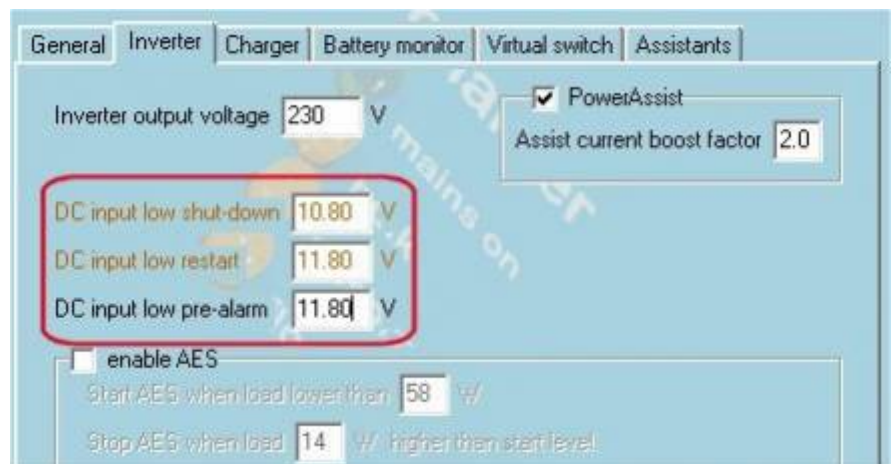 General Inverter Charger Battery monitor Virtual switch Assistants
Inverter output voltage 230 V
PowerAssist
Assist current boost factor 2.0
DC input low shut-down 10.80 V
DC input low restart 11.80 V
DC input low pre-alarm 11.80 V
enable AES
Start AES when load lower than 58 W
Stop AES when load 14 W higher than start level
mains on